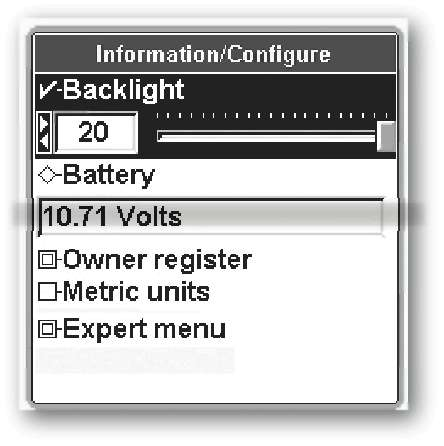 Information/Configure
Backlight
20
Battery
10.71 Volts
Owner register
Metric units
Expert menu